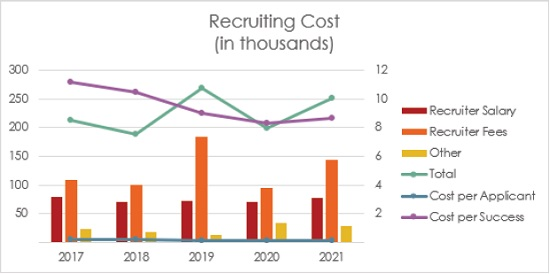 Recruiting Cost
(in thousands)
300
250
200
150
100
50
12
10
8
6
4
2
2017
2018
2019
2020
2021
Recruiter Salary
Recruiter Fees
Other
Total
Cost per Applicant
Cost per Success